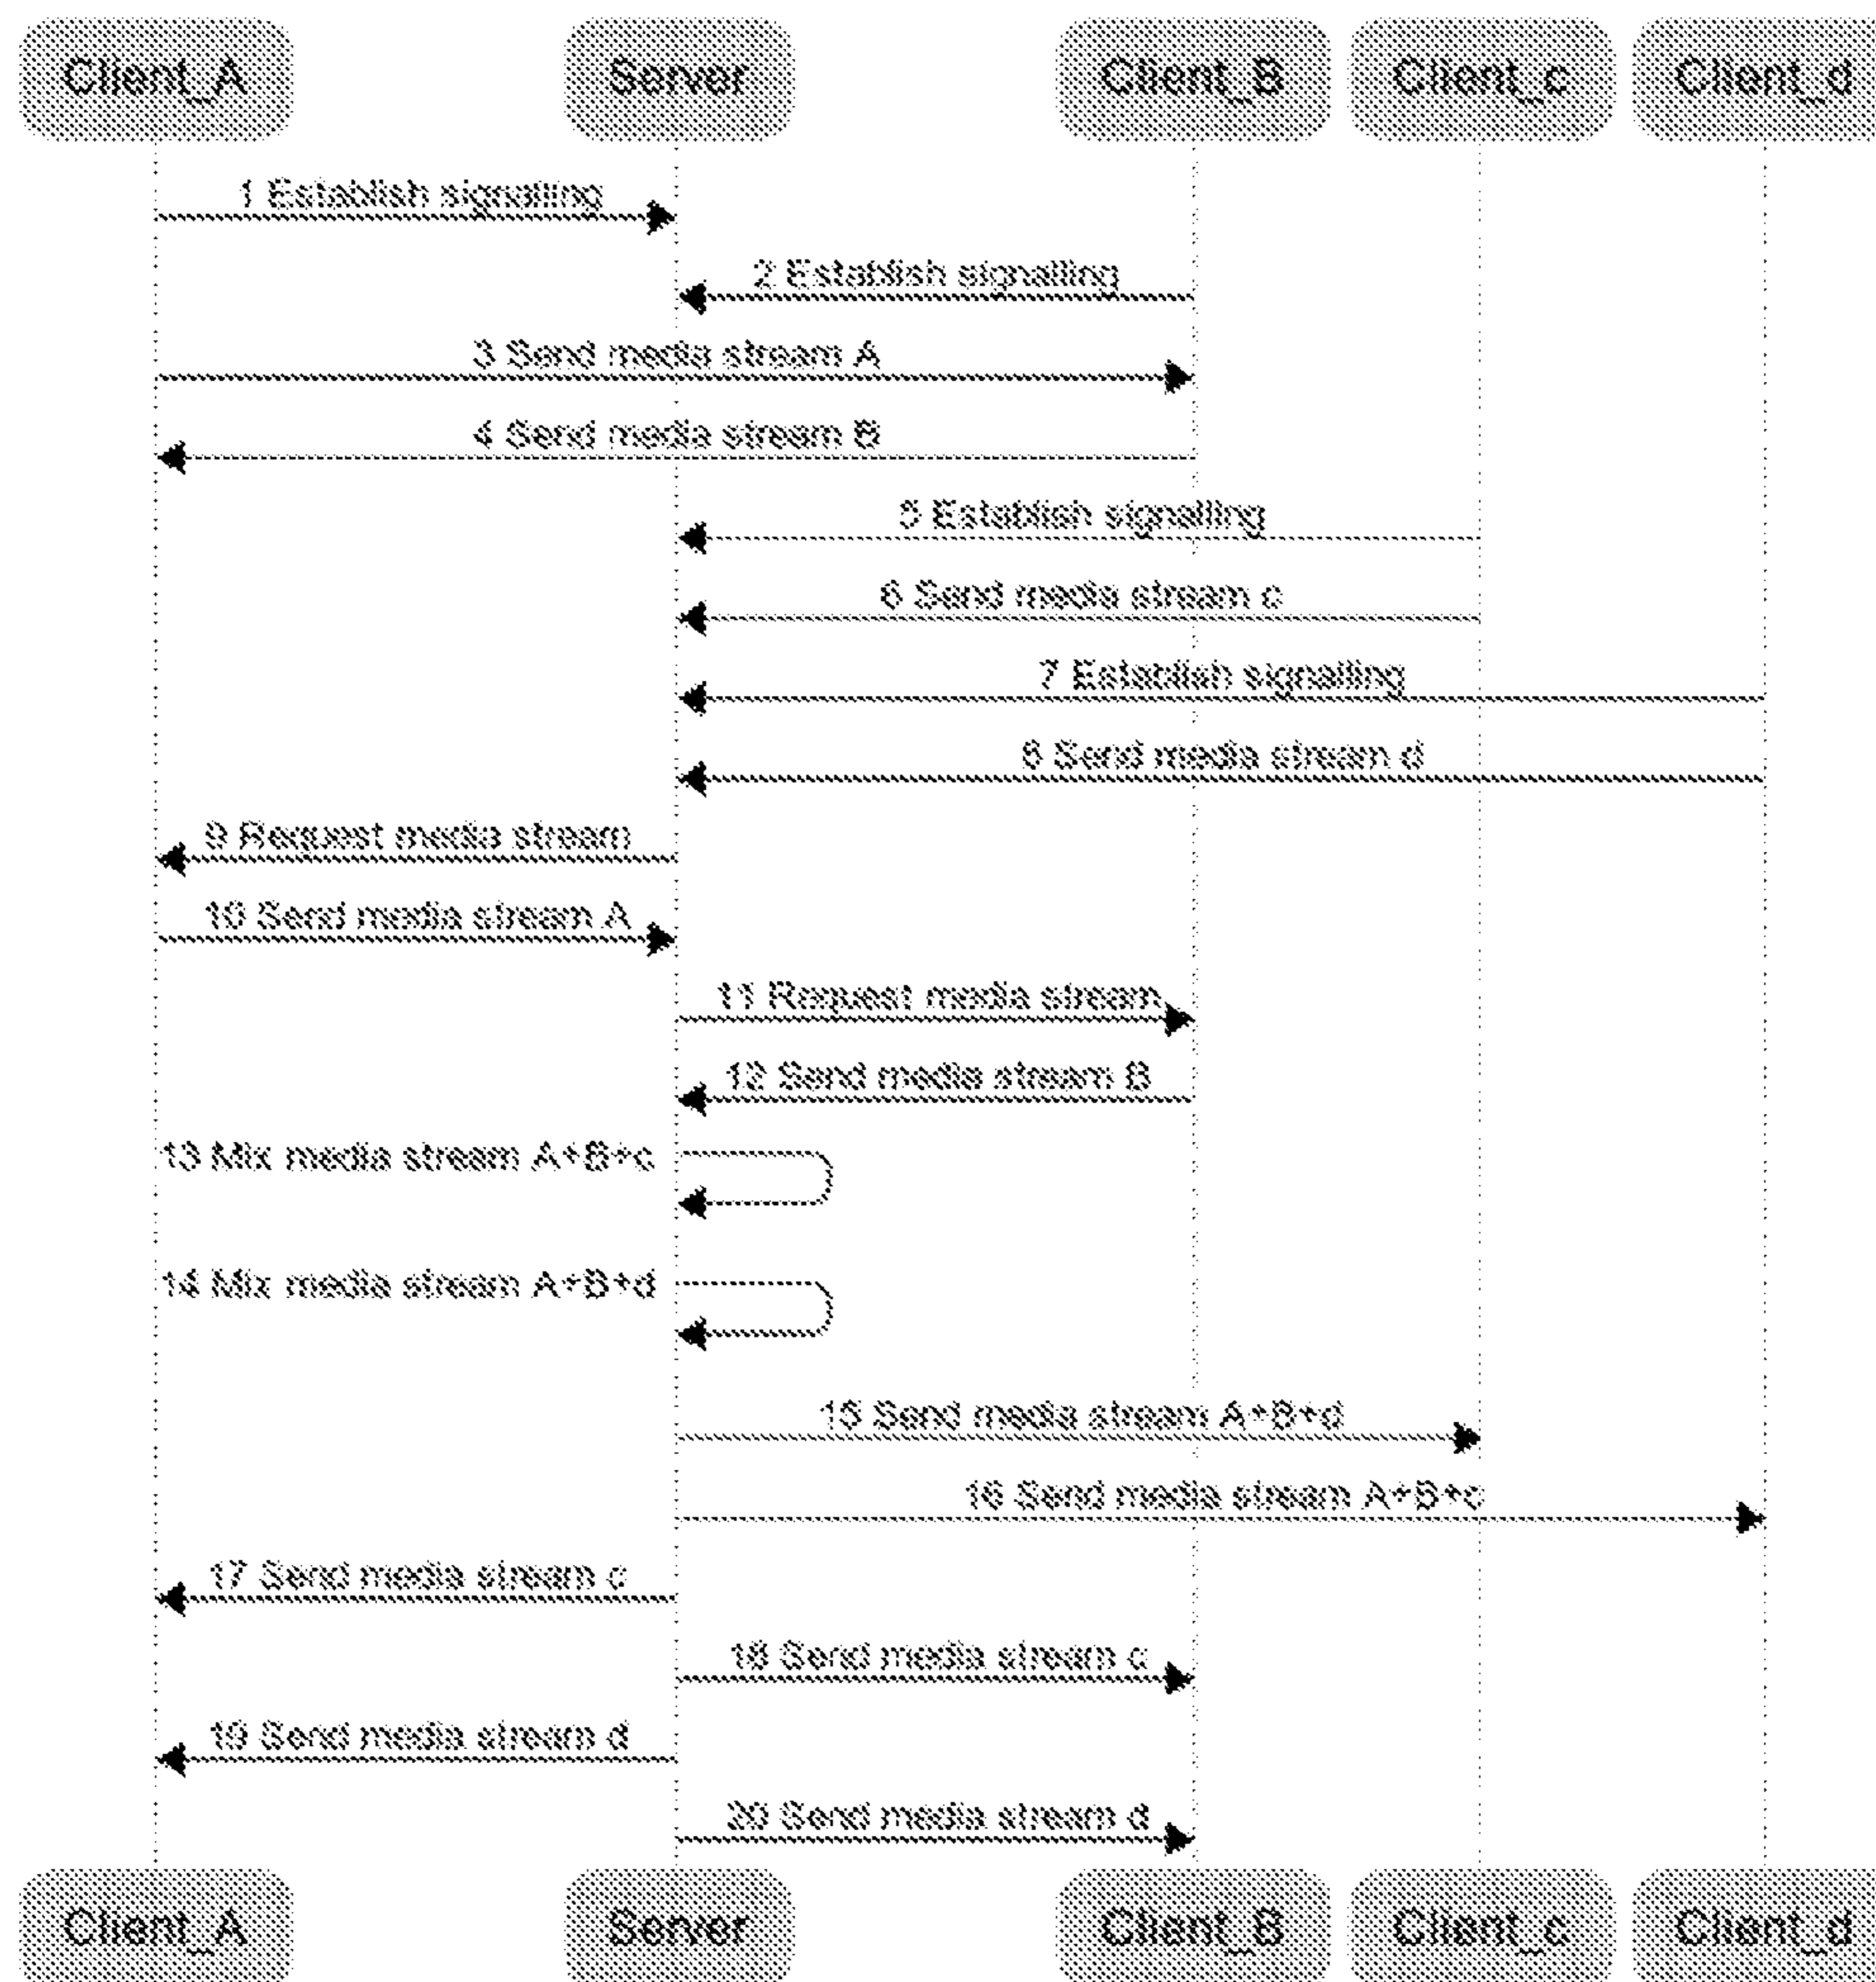 Client_A Server Client_B Client_c Client_d
1 Establish signalling
2 Establish signalling
3 Send media stream A
4 Send media stream B
5 Establish signalling
6 Send media stream c
7 Establish signalling
8 Send media stream d
9 Request media stream
10 Send media stream A
11 Request media stream
12 Send media stream B
13 Mix media stream A+B+c
14 Mix media stream A+B+d
15 Send media stream A+B+d
16 Send media stream A+B+c
17 Send media stream c
18 Send media stream c
19 Send media stream d
20 Send media stream d
Client_A Server Client_B Client_c Client_d